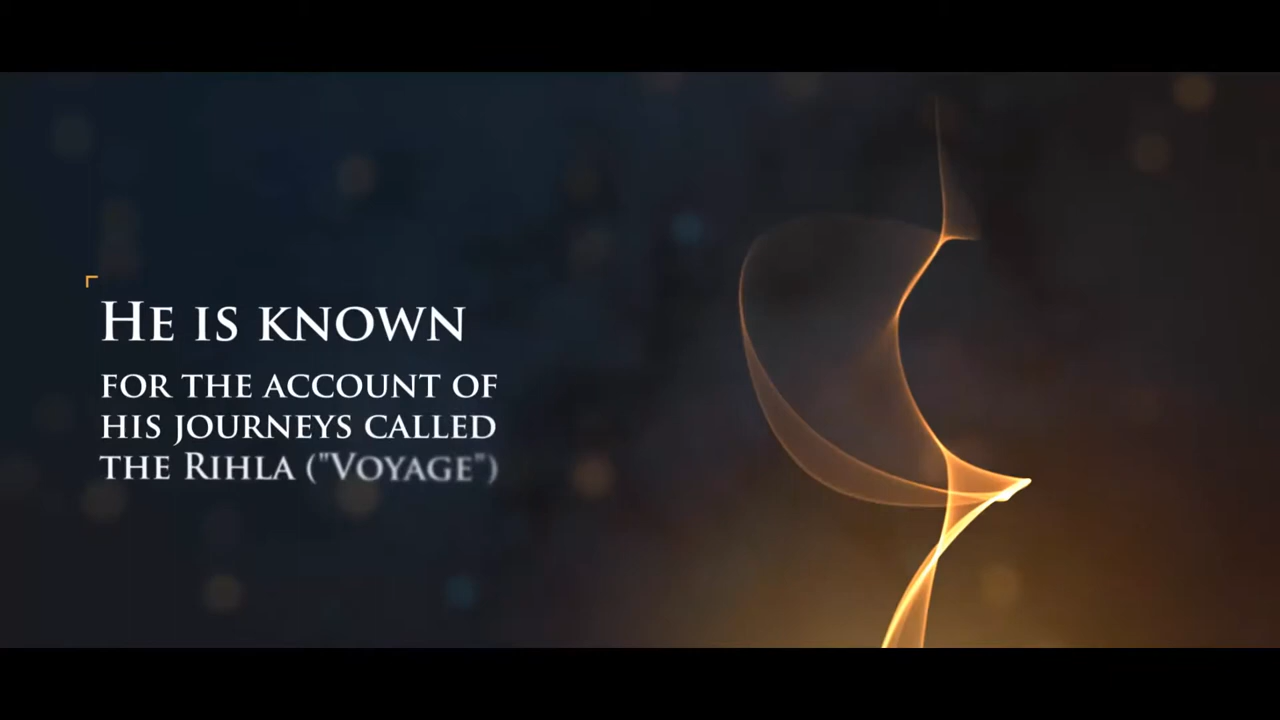 He is known
for the account of
his journeys called
the Rihla ("Voyage")